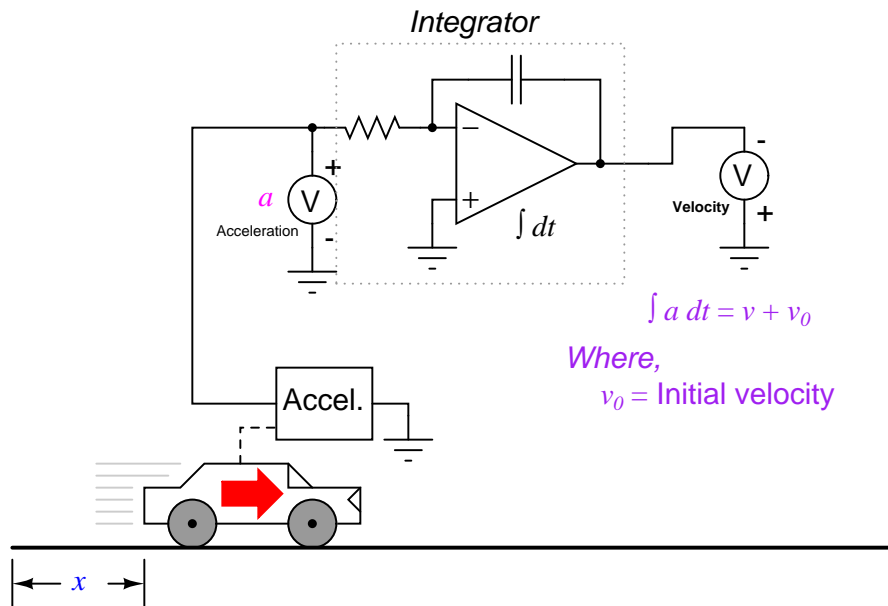 Integrator
−
+
V
a
Acceleration
+
-
∫ dt
-
V
Velocity
+
∫ a dt = v + v₀
Where,
v₀ = Initial velocity
Accel.
x